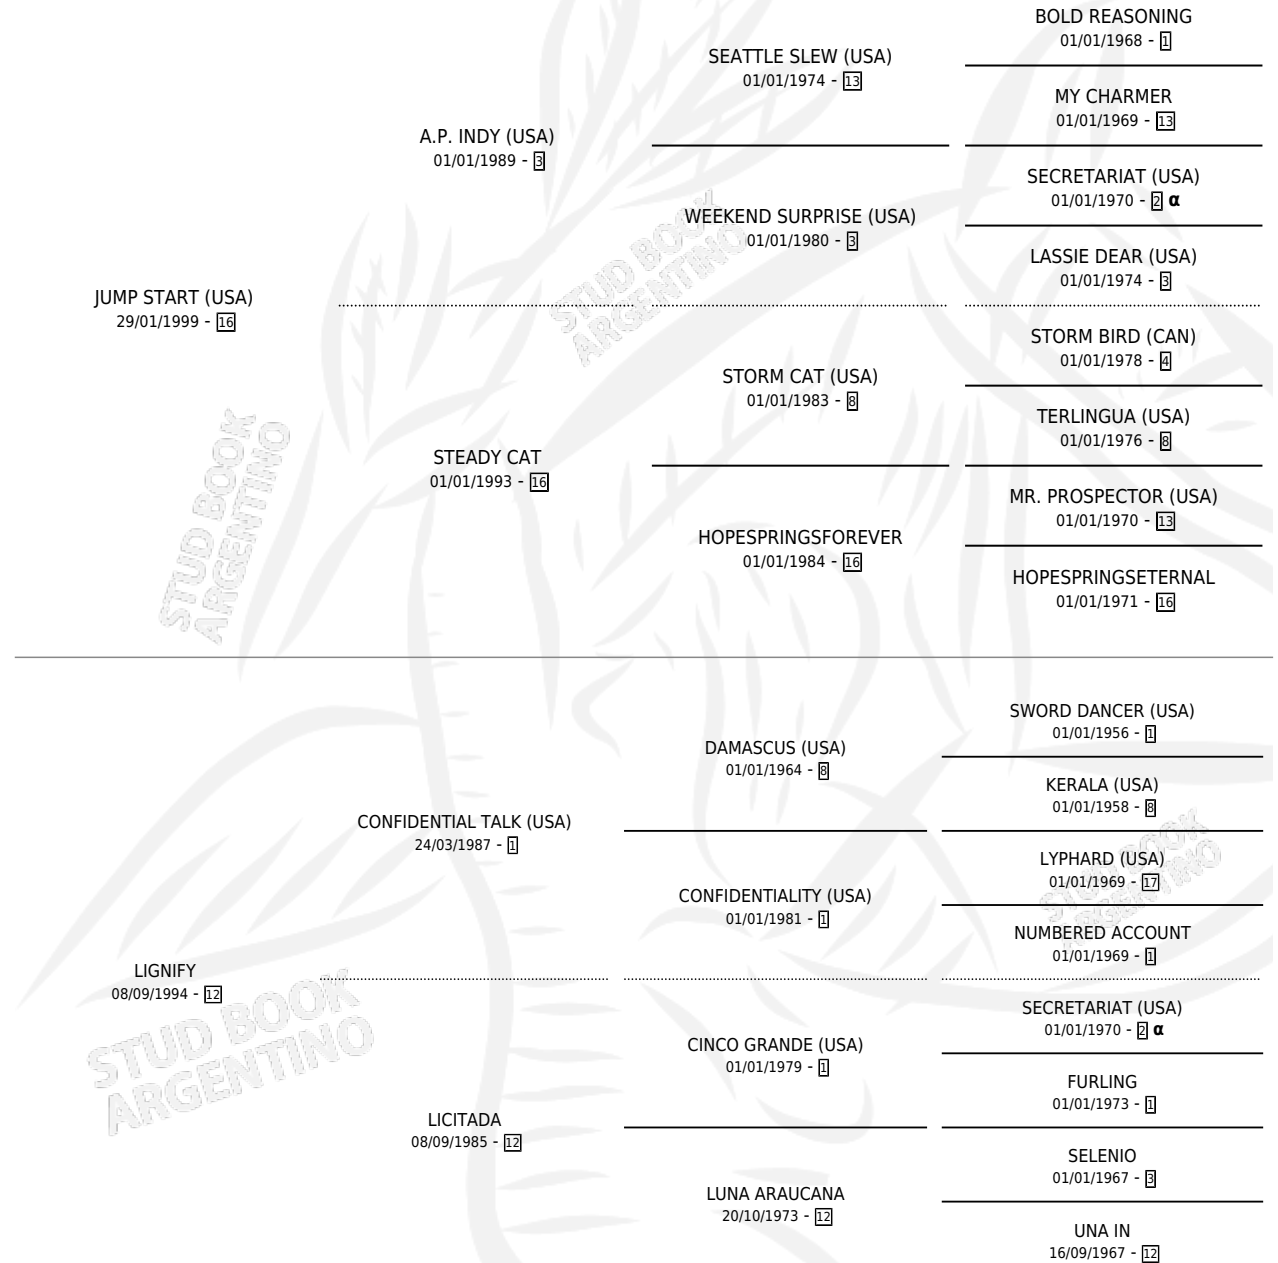 BOLD REASONING
01/01/1968 - 1
SEATTLE SLEW (USA)
01/01/1974 - 13
MY CHARMER
01/01/1969 - 13
A.P. INDY (USA)
01/01/1989 - 3
SECRETARIAT (USA)
01/01/1970 - 2 α
WEEKEND SURPRISE (USA)
01/01/1980 - 3
LASSIE DEAR (USA)
01/01/1974 - 3
JUMP START (USA)
29/01/1999 - 16
STORM BIRD (CAN)
01/01/1978 - 4
STORM CAT (USA)
01/01/1983 - 8
TERLINGUA (USA)
01/01/1976 - 8
STEADY CAT
01/01/1993 - 16
MR. PROSPECTOR (USA)
01/01/1970 - 13
HOPESPRINGSFOREVER
01/01/1984 - 16
HOPESPRINGSETERNAL
01/01/1971 - 16
SWORD DANCER (USA)
01/01/1956 - 1
DAMASCUS (USA)
01/01/1964 - 8
KERALA (USA)
01/01/1958 - 8
CONFIDENTIAL TALK (USA)
24/03/1987 - 1
LYPHARD (USA)
01/01/1969 - 17
CONFIDENTIALITY (USA)
01/01/1981 - 1
NUMBERED ACCOUNT
01/01/1969 - 1
LIGNIFY
08/09/1994 - 12
SECRETARIAT (USA)
01/01/1970 - 2 α
CINCO GRANDE (USA)
01/01/1979 - 1
FURLING
01/01/1973 - 1
LICITADA
08/09/1985 - 12
SELENIO
01/01/1967 - 3
LUNA ARAUCANA
20/10/1973 - 12
UNA IN
16/09/1967 - 12
STUD BOOK
ARGENTINO
STUD BOOK
ARGENTINO
STUD BOOK
ARGENTINO
STUD BOOK
ARGENTINO